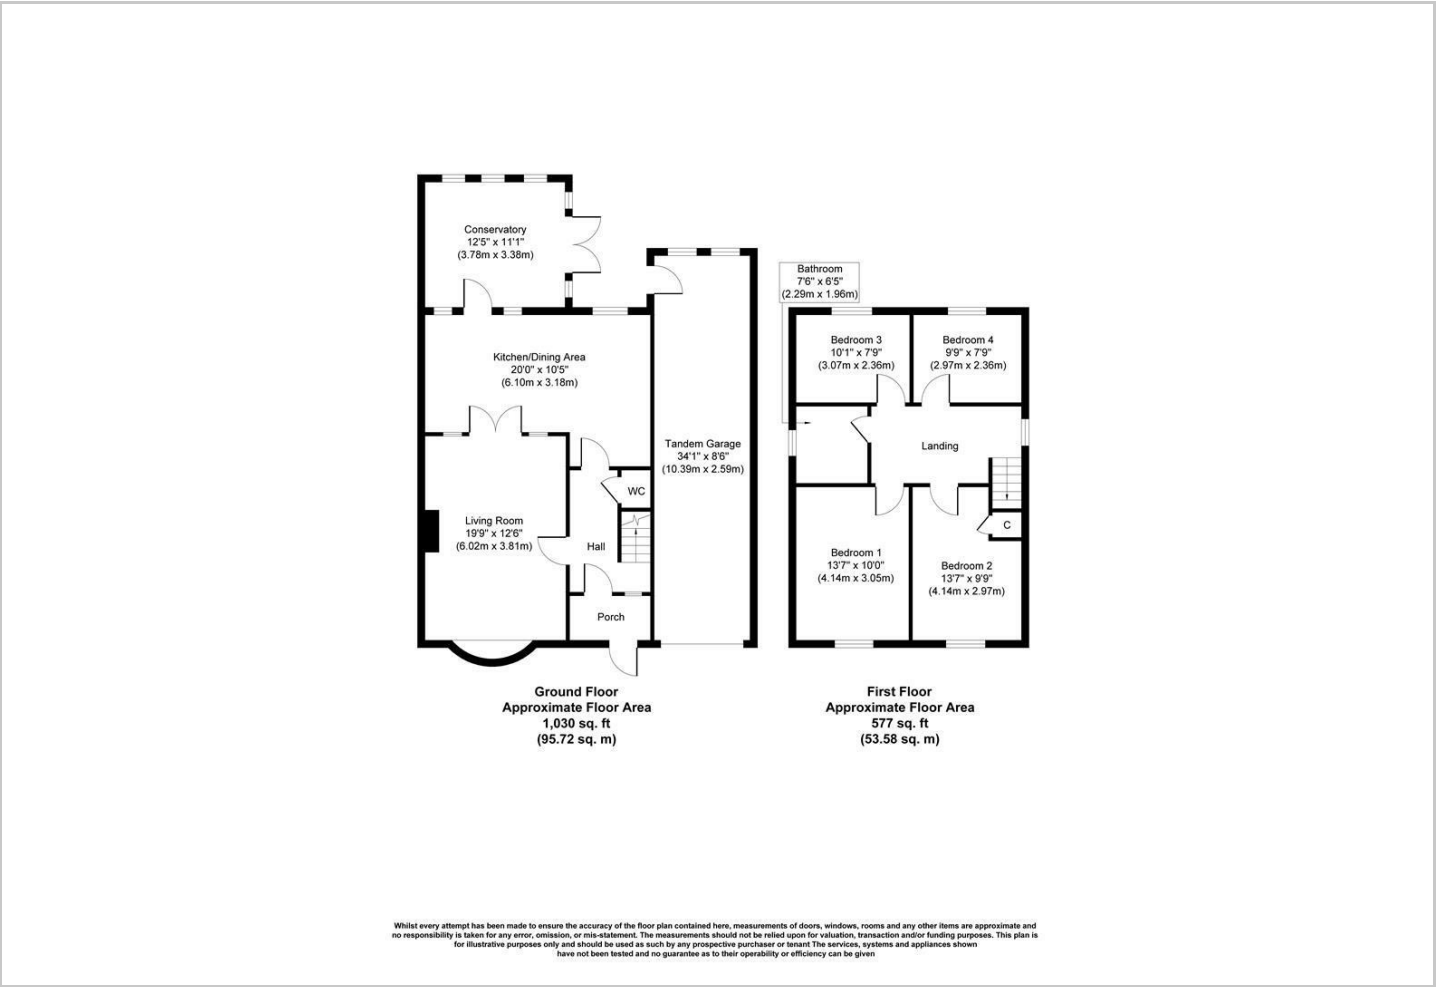 Conservatory
12'5" x 11'1"
(3.78m x 3.38m)
Kitchen/Dining Area
20'0" x 10'5"
(6.10m x 3.18m)
Tandem Garage
34'1" x 8'6"
(10.39m x 2.59m)
WC
Living Room
19'9" x 12'6"
(6.02m x 3.81m)
Hall
Porch
Ground Floor
Approximate Floor Area
1,030 sq. ft
(95.72 sq. m)
Bathroom
7'6" x 6'5"
(2.29m x 1.96m)
Bedroom 3
10'1" x 7'9"
(3.07m x 2.36m)
Bedroom 4
9'9" x 7'9"
(2.97m x 2.36m)
Landing
C
Bedroom 1
13'7" x 10'0"
(4.14m x 3.05m)
Bedroom 2
13'7" x 9'9"
(4.14m x 2.97m)
First Floor
Approximate Floor Area
577 sq. ft
(53.58 sq. m)
Whilst every attempt has been made to ensure the accuracy of the floor plan contained here, measurements of doors, windows, rooms and any other items are approximate and
no responsibility is taken for any error, omission, or mis-statement. The measurements should not be relied upon for valuation, transaction and/or funding purposes. This plan is
for illustrative purposes only and should be used as such by any prospective purchaser or tenant The services, systems and appliances shown
have not been tested and no guarantee as to their operability or efficiency can be given